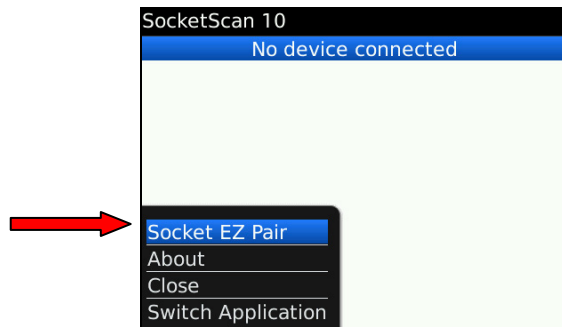 SocketScan 10
No device connected
Socket EZ Pair
About
Close
Switch Application